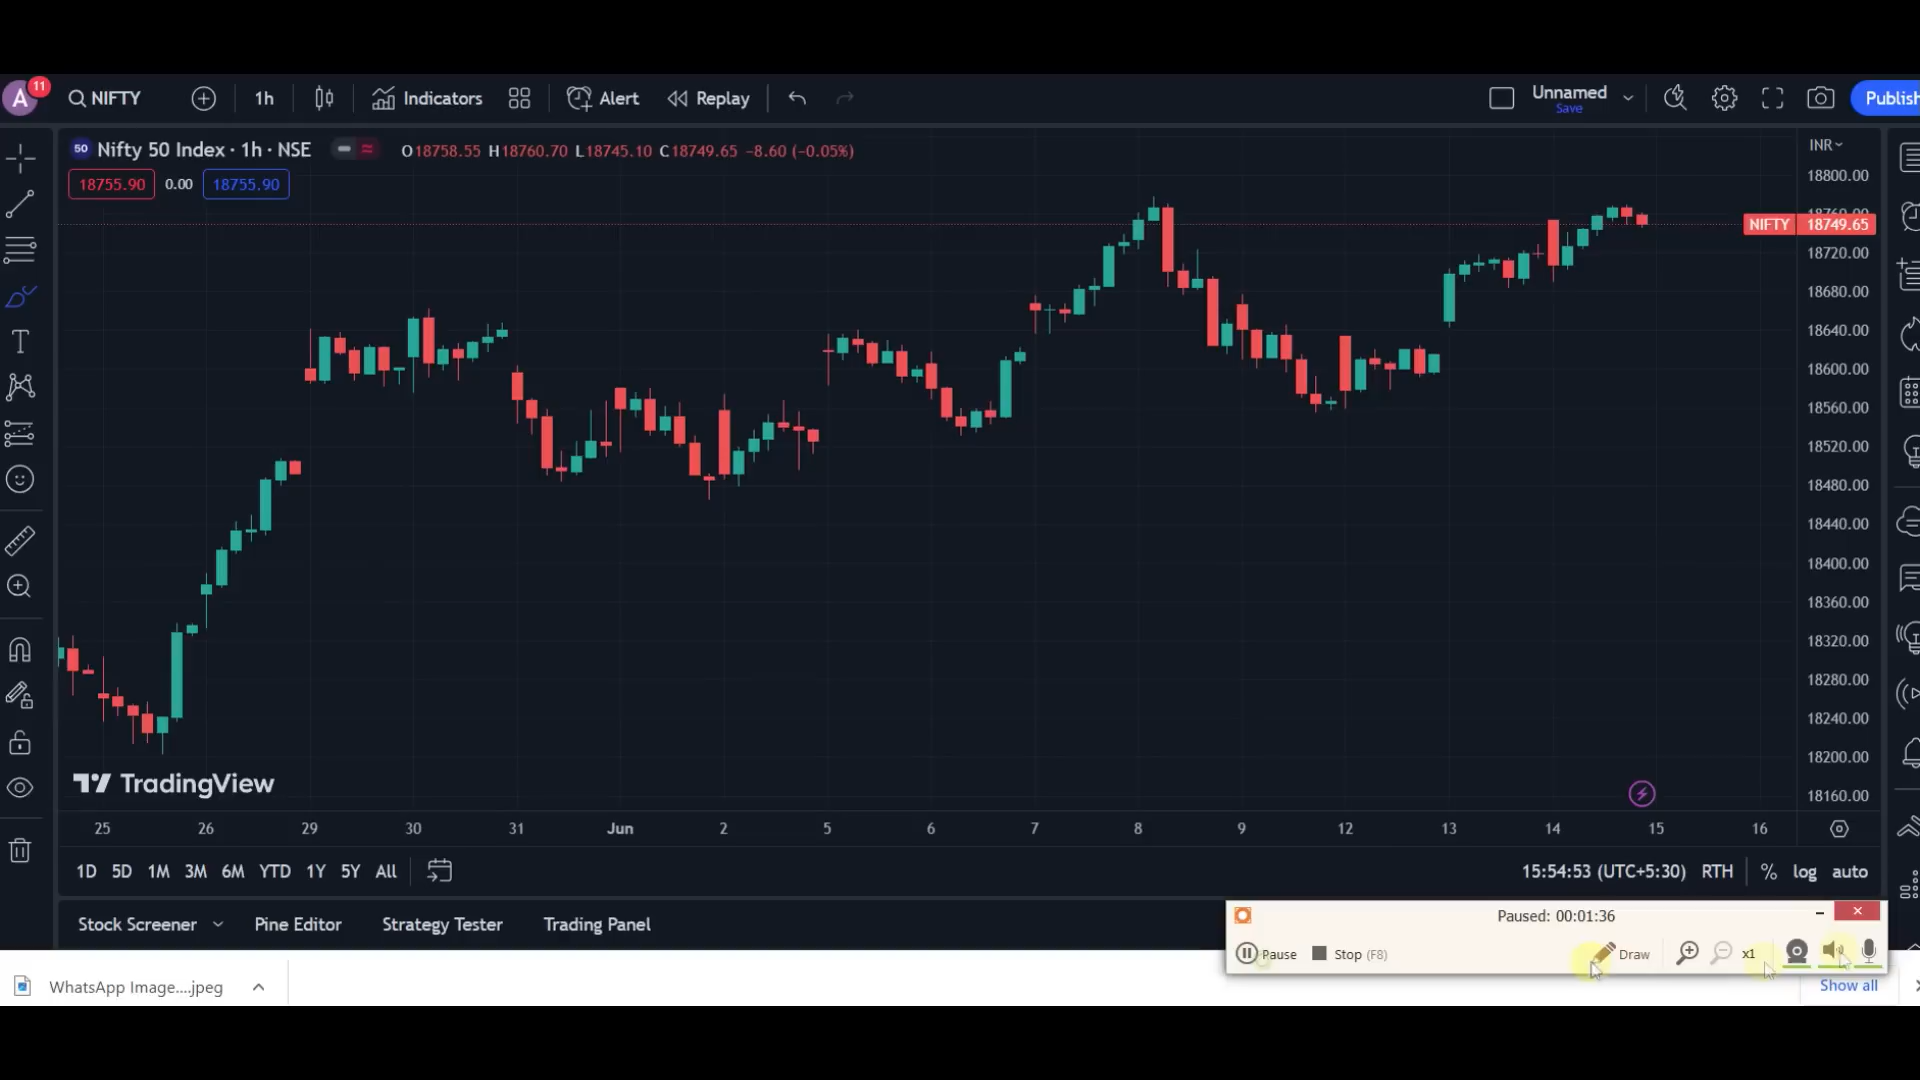 A 11 NIFTY 1h Indicators Alert Replay Unnamed Save Publish
50 Nifty 50 Index · 1h · NSE O18758.55 H18760.70 L18745.10 C18749.65 −8.60 (−0.05%)
18755.90 0.00 18755.90
INR
18800.00
18760.00
NIFTY 18749.65
18720.00
18680.00
18640.00
18600.00
18560.00
18520.00
18480.00
18440.00
18400.00
18360.00
18320.00
18280.00
18240.00
18200.00
18160.00
TradingView
25 26 29 30 31 Jun 2 5 6 7 8 9 12 13 14 15 16
1D 5D 1M 3M 6M YTD 1Y 5Y All 15:54:53 (UTC+5:30) RTH % log auto
Stock Screener Pine Editor Strategy Tester Trading Panel
Paused: 00:01:36
Pause Stop (F8) Draw x1
WhatsApp Image....jpeg Show all